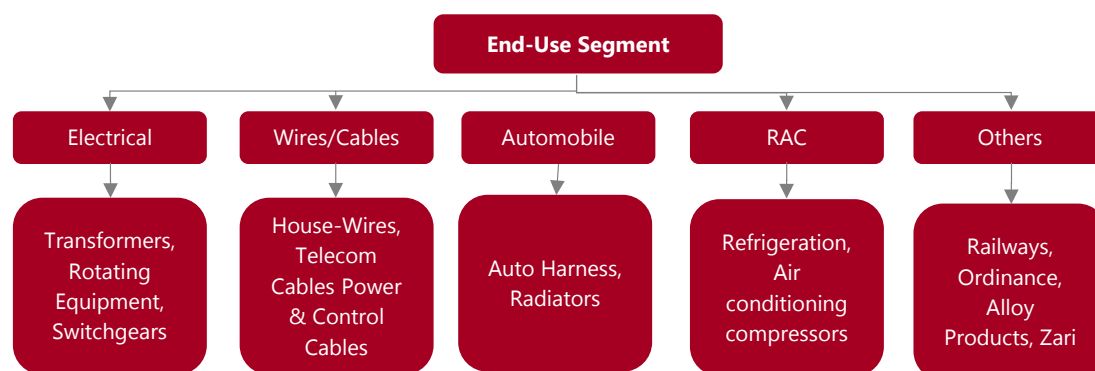 End-Use Segment
Electrical
Wires/Cables
Automobile
RAC
Others
Transformers,
Rotating
Equipment,
Switchgears
House-Wires,
Telecom
Cables Power
& Control
Cables
Auto Harness,
Radiators
Refrigeration,
Air
conditioning
compressors
Railways,
Ordinance,
Alloy
Products, Zari